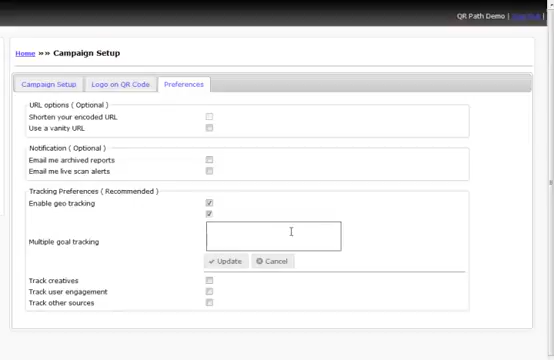 QR Path Demo |
Home »» Campaign Setup
Campaign Setup Logo on QR Code Preferences
URL options ( Optional )
Shorten your encoded URL
Use a vanity URL
Notification ( Optional )
Email me archived reports
Email me live scan alerts
Tracking Preferences ( Recommended )
Enable geo tracking
Multiple goal tracking
Update Cancel
Track creatives
Track user engagement
Track other sources